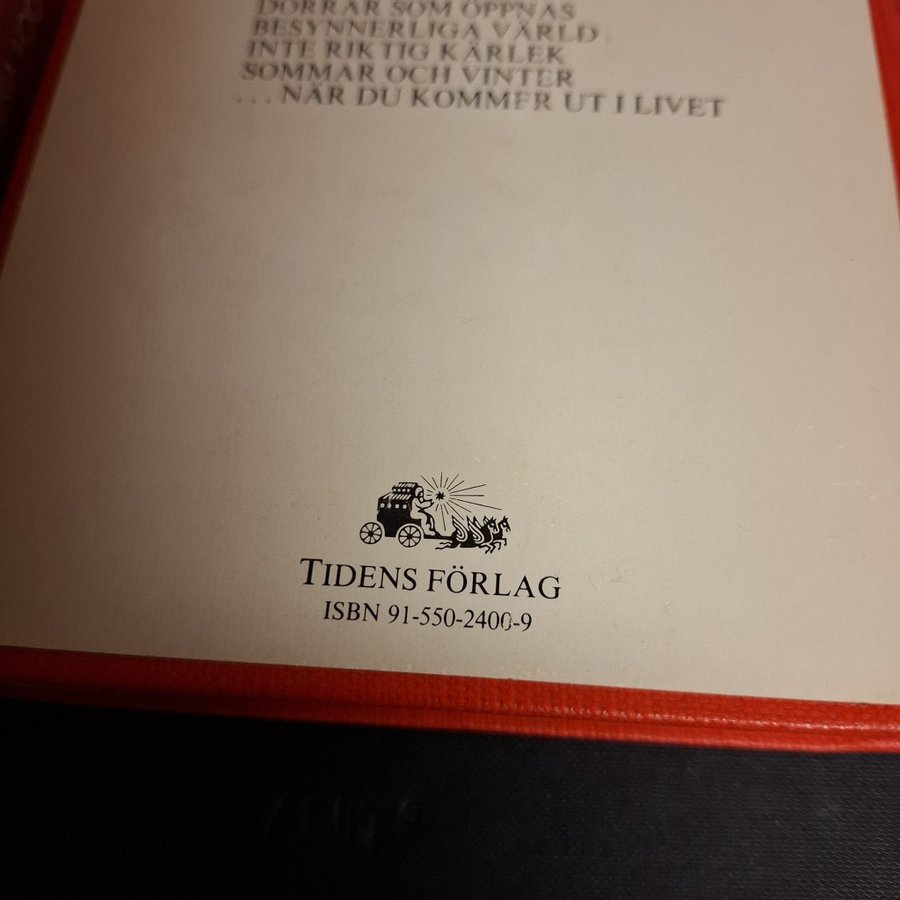 DÖRRAR SOM ÖPPNAS
BESYNNERLIGA VÄRLD
INTE RIKTIG KÄRLEK
SOMMAR OCH VINTER
...NÄR DU KOMMER UT I LIVET
TIDENS FÖRLAG
ISBN 91-550-2400-9